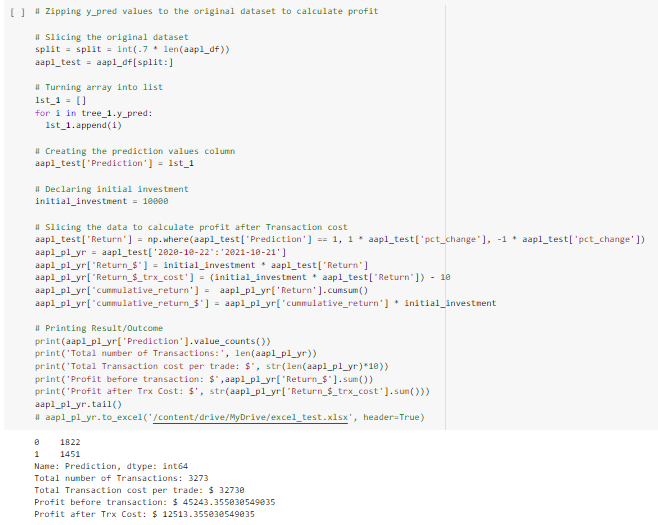 [ ] # Zipping y_pred values to the original dataset to calculate profit
# Slicing the original dataset
split = split = int(.7 * len(aapl_df))
aapl_test = aapl_df[split:]
# Turning array into list
lst_1 = []
for i in tree_1.y_pred:
lst_1.append(i)
# Creating the prediction values column
aapl_test['Prediction'] = lst_1
# Declaring initial investment
initial_investment = 10000
# Slicing the data to calculate profit after Transaction cost
aapl_test['Return'] = np.where(aapl_test['Prediction'] == 1, 1 * aapl_test['pct_change'], -1 * aapl_test['pct_change'])
aapl_pl_yr = aapl_test['2020-10-22':'2021-10-21']
aapl_pl_yr['Return_$'] = initial_investment * aapl_test['Return']
aapl_pl_yr['Return_$_trx_cost'] = (initial_investment * aapl_test['Return']) - 10
aapl_pl_yr['cummulative_return'] = aapl_pl_yr['Return'].cumsum()
aapl_pl_yr['cummulative_return_$'] = aapl_pl_yr['cummulative_return'] * initial_investment
# Printing Result/Outcome
print(aapl_pl_yr['Prediction'].value_counts())
print('Total number of Transactions:', len(aapl_pl_yr))
print('Total Transaction cost per trade: $', str(len(aapl_pl_yr)*10))
print('Profit before transaction: $',aapl_pl_yr['Return_$'].sum())
print('Profit after Trx Cost: $', str(aapl_pl_yr['Return_$_trx_cost'].sum()))
aapl_pl_yr.tail()
# aapl_pl_yr.to_excel('/content/drive/MyDrive/excel_test.xlsx', header=True)
0 1822
1 1451
Name: Prediction, dtype: int64
Total number of Transactions: 3273
Total Transaction cost per trade: $ 32730
Profit before transaction: $ 45243.355030549035
Profit after Trx Cost: $ 12513.355030549035